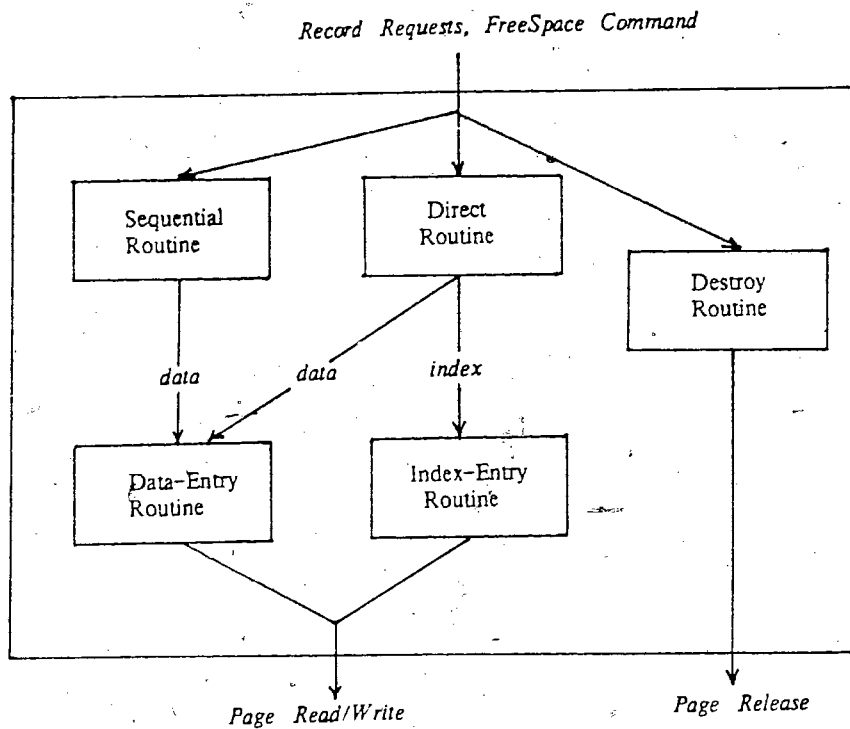 Record Requests, FreeSpace Command
Sequential
Routine
Direct
Routine
Destroy
Routine
data
data
index
Data-Entry
Routine
Index-Entry
Routine
Page Read/Write
Page Release